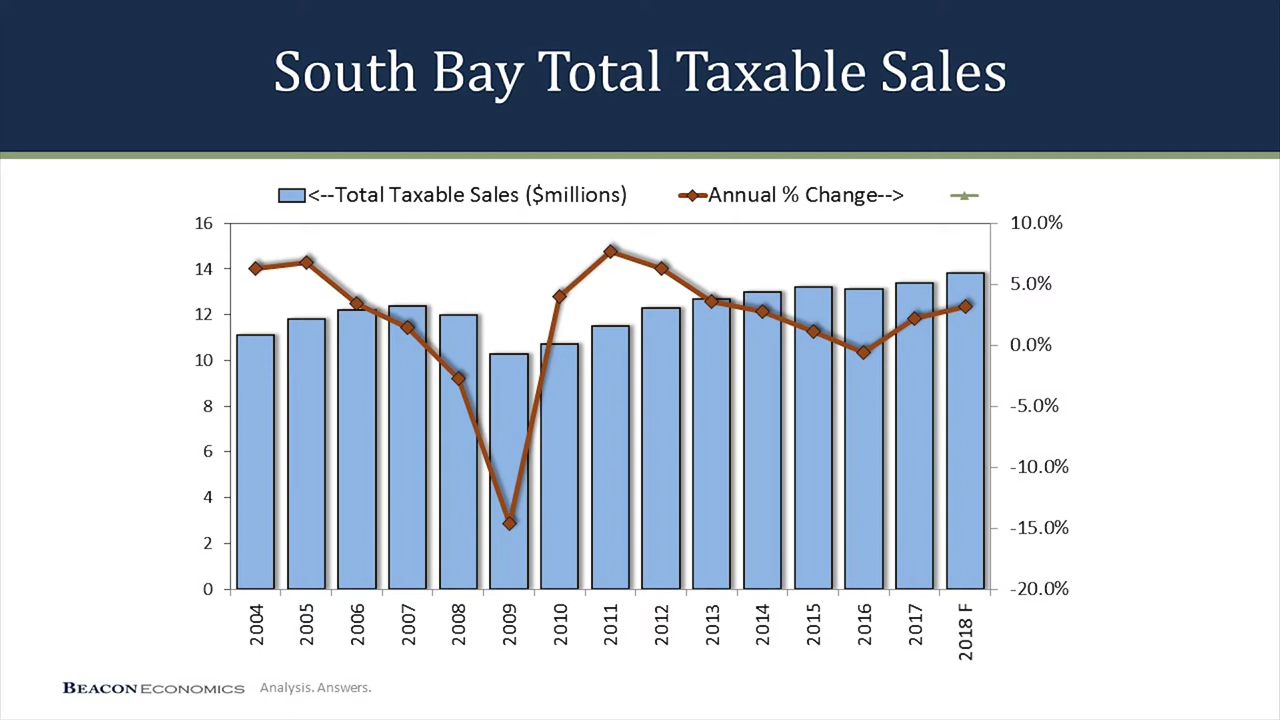 South Bay Total Taxable Sales
<--Total Taxable Sales ($millions) Annual % Change-->
16 10.0%
14 5.0%
12 0.0%
10 -5.0%
8 -10.0%
6 -15.0%
4 -20.0%
2
0
2004 2005 2006 2007 2008 2009 2010 2011 2012 2013 2014 2015 2016 2017 2018 F
BEACON ECONOMICS Analysis. Answers.